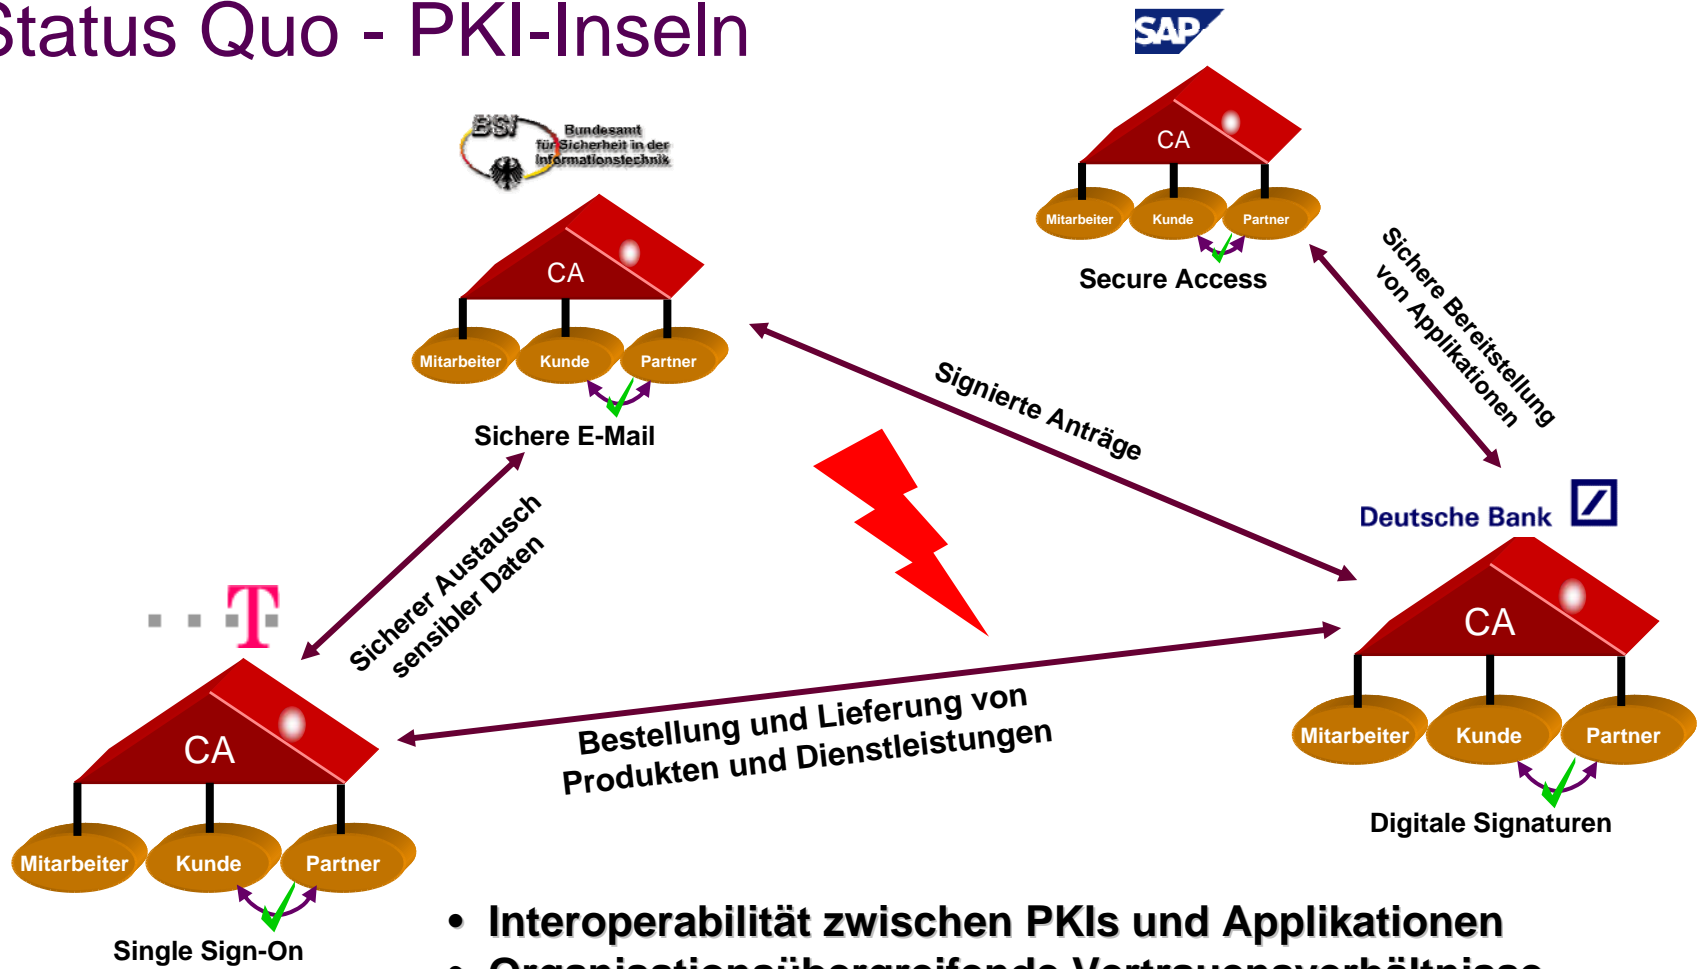 Status Quo - PKI-Inseln
SAP
BSI
Bundesamt
für Sicherheit in der
Informationstechnik
CA
Mitarbeiter
Kunde
Partner
Secure Access
CA
Mitarbeiter
Kunde
Partner
Sichere E-Mail
Sichere Bereitstellung
von Applikationen
Signierte Anträge
Sicherer Austausch
sensibler Daten
Deutsche Bank
T
CA
Mitarbeiter
Kunde
Partner
Digitale Signaturen
Bestellung und Lieferung von
Produkten und Dienstleistungen
CA
Mitarbeiter
Kunde
Partner
Single Sign-On
• Interoperabilität zwischen PKIs und Applikationen
• Organisationsübergreifende Vertrauensverhältnisse